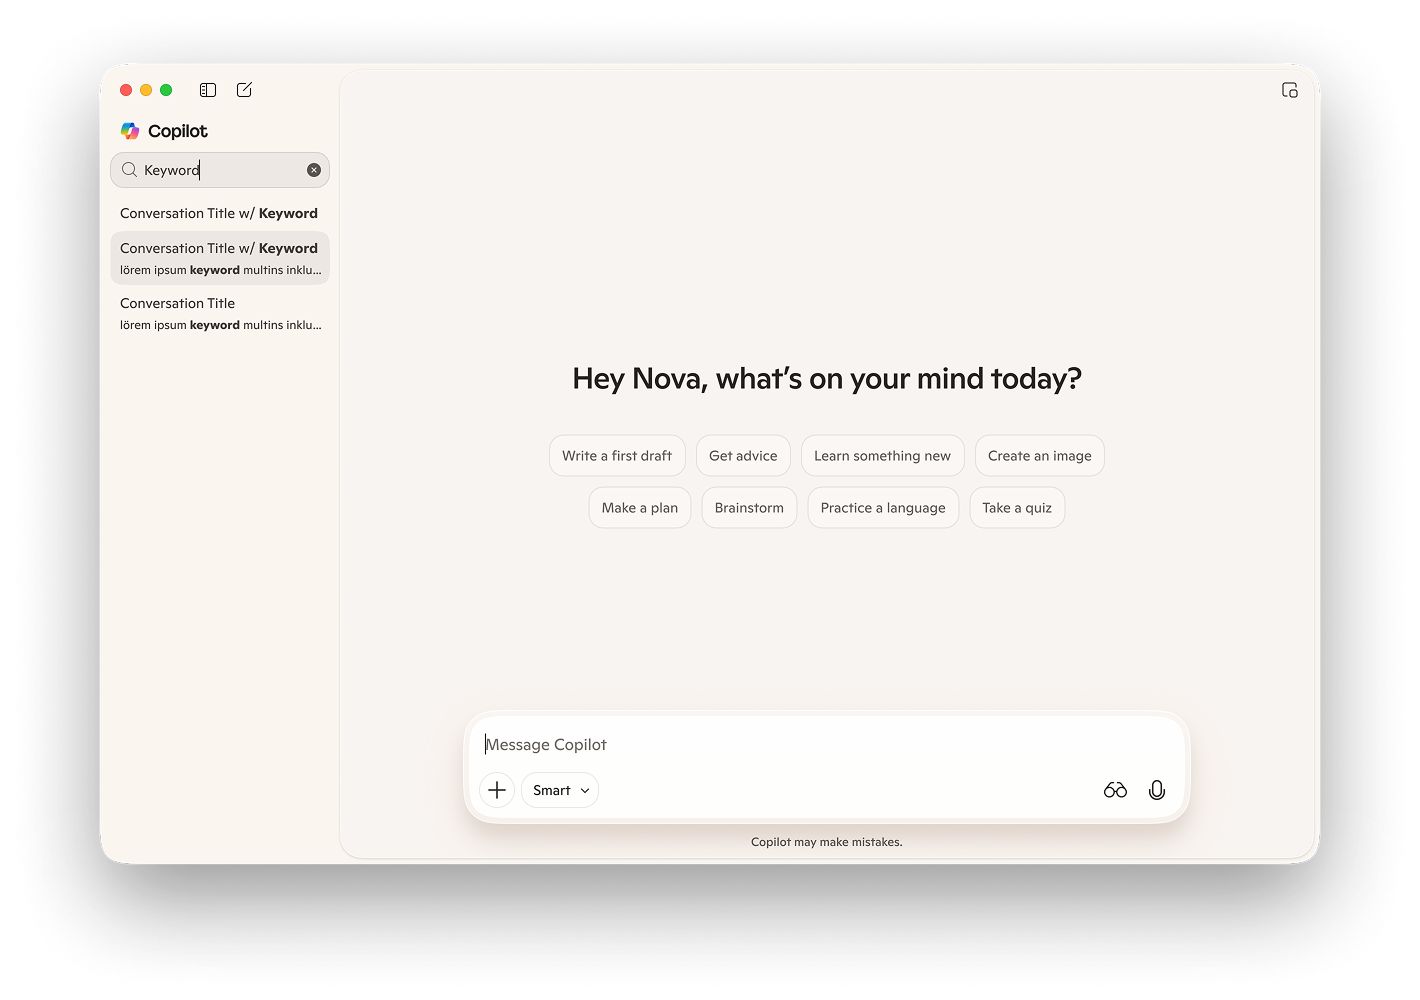 Copilot
Keyword
Conversation Title w/ Keyword
Conversation Title w/ Keyword
lörem ipsum keyword multins inklu...
Conversation Title
lörem ipsum keyword multins inklu...
Hey Nova, what’s on your mind today?
Write a first draft
Get advice
Learn something new
Create an image
Make a plan
Brainstorm
Practice a language
Take a quiz
Message Copilot
Smart
Copilot may make mistakes.